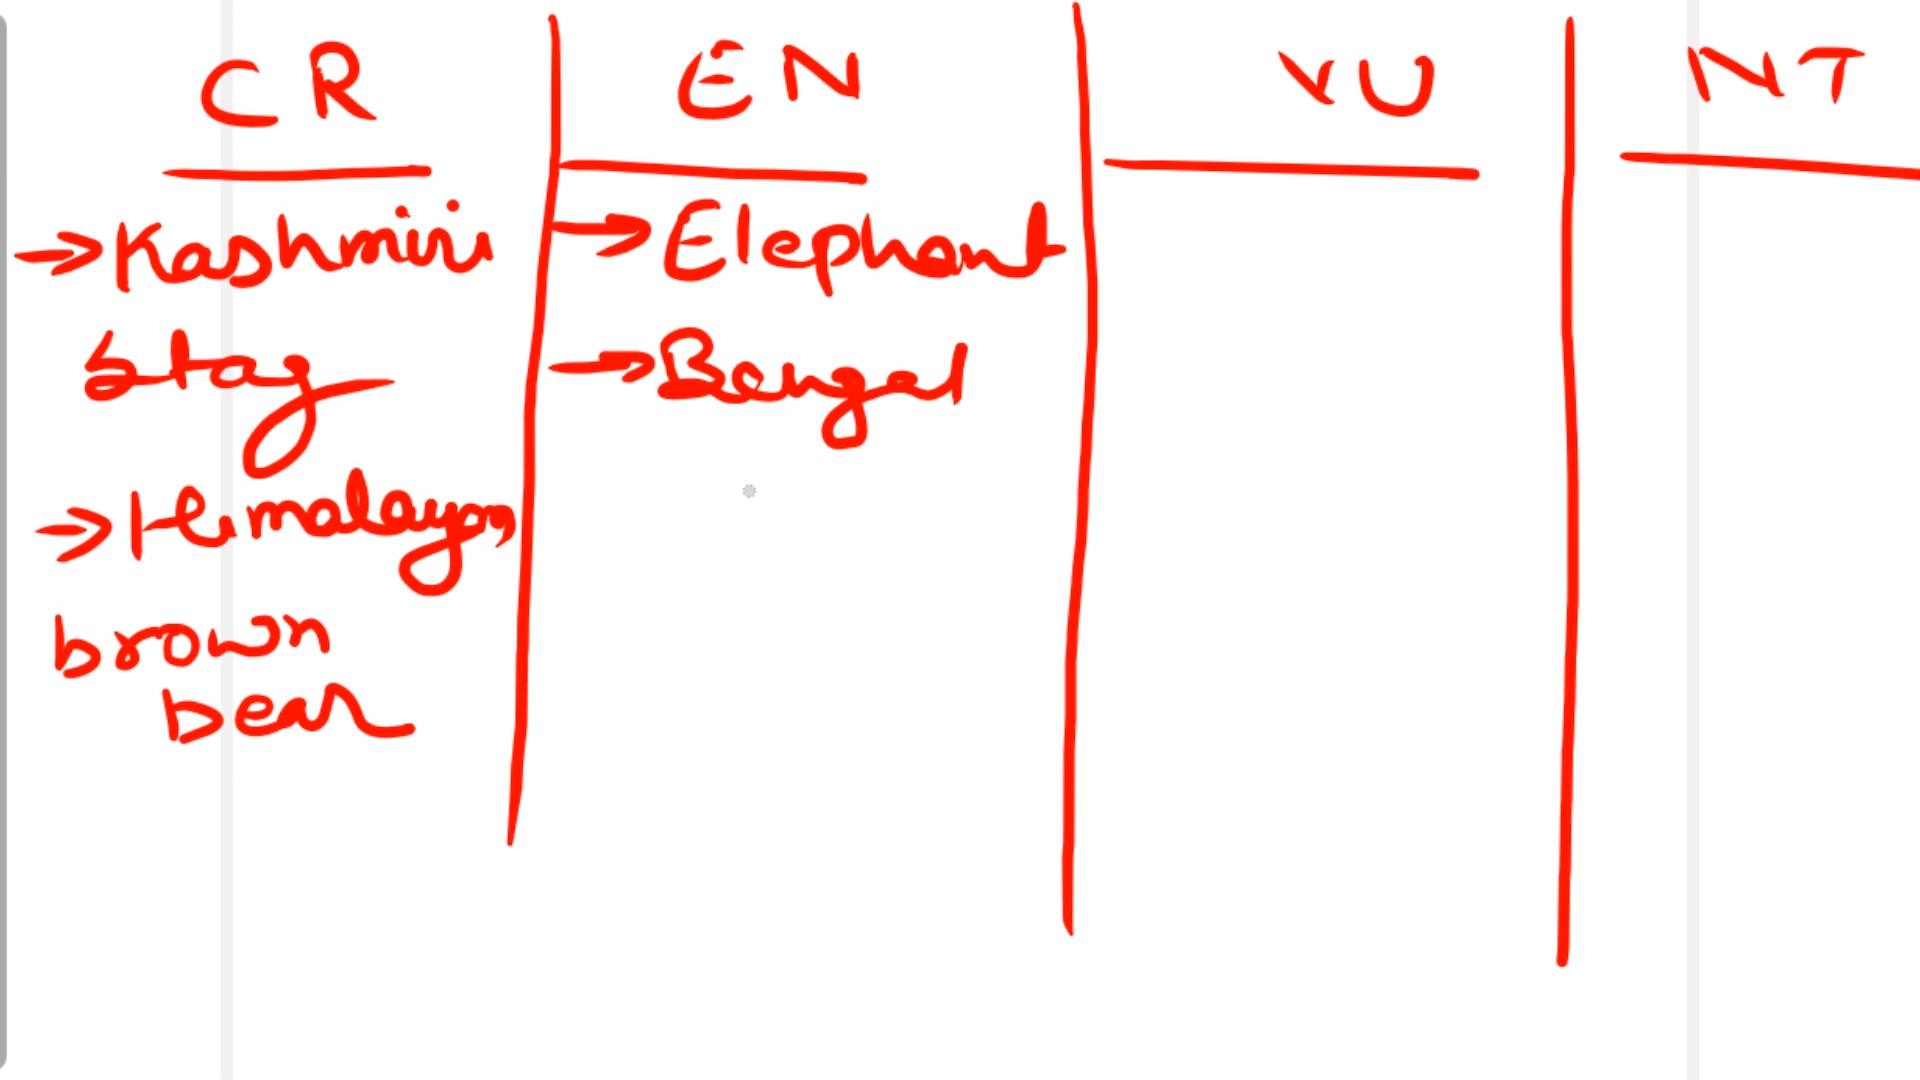 CR EN VU NT
→Kashmiri
stag
→Himalayan
brown
bear
→Elephant
→Bengal